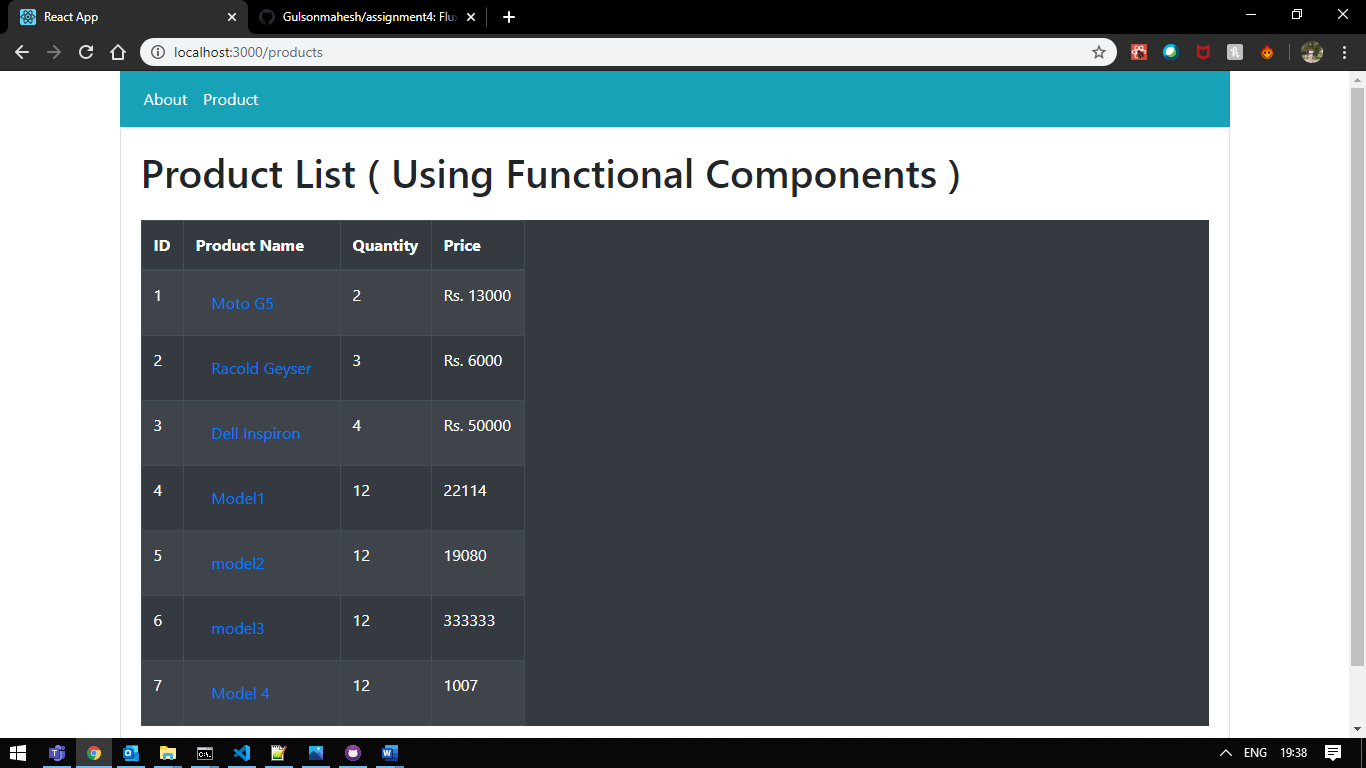 React App
Gulsonmahesh/assignment4: Flu
localhost:3000/products
About Product
Product List ( Using Functional Components )
ID Product Name Quantity Price
1 Moto G5 2 Rs. 13000
2 Racold Geyser 3 Rs. 6000
3 Dell Inspiron 4 Rs. 50000
4 Model1 12 22114
5 model2 12 19080
6 model3 12 333333
7 Model 4 12 1007
ENG 19:38